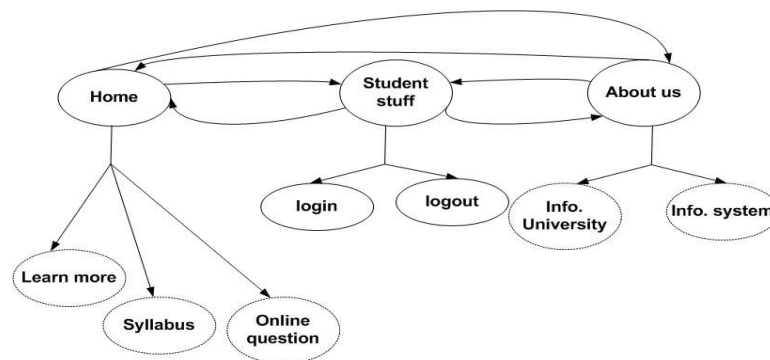 Home
Student
stuff
About us
login
logout
Info.
University
Info. system
Learn more
Syllabus
Online
question